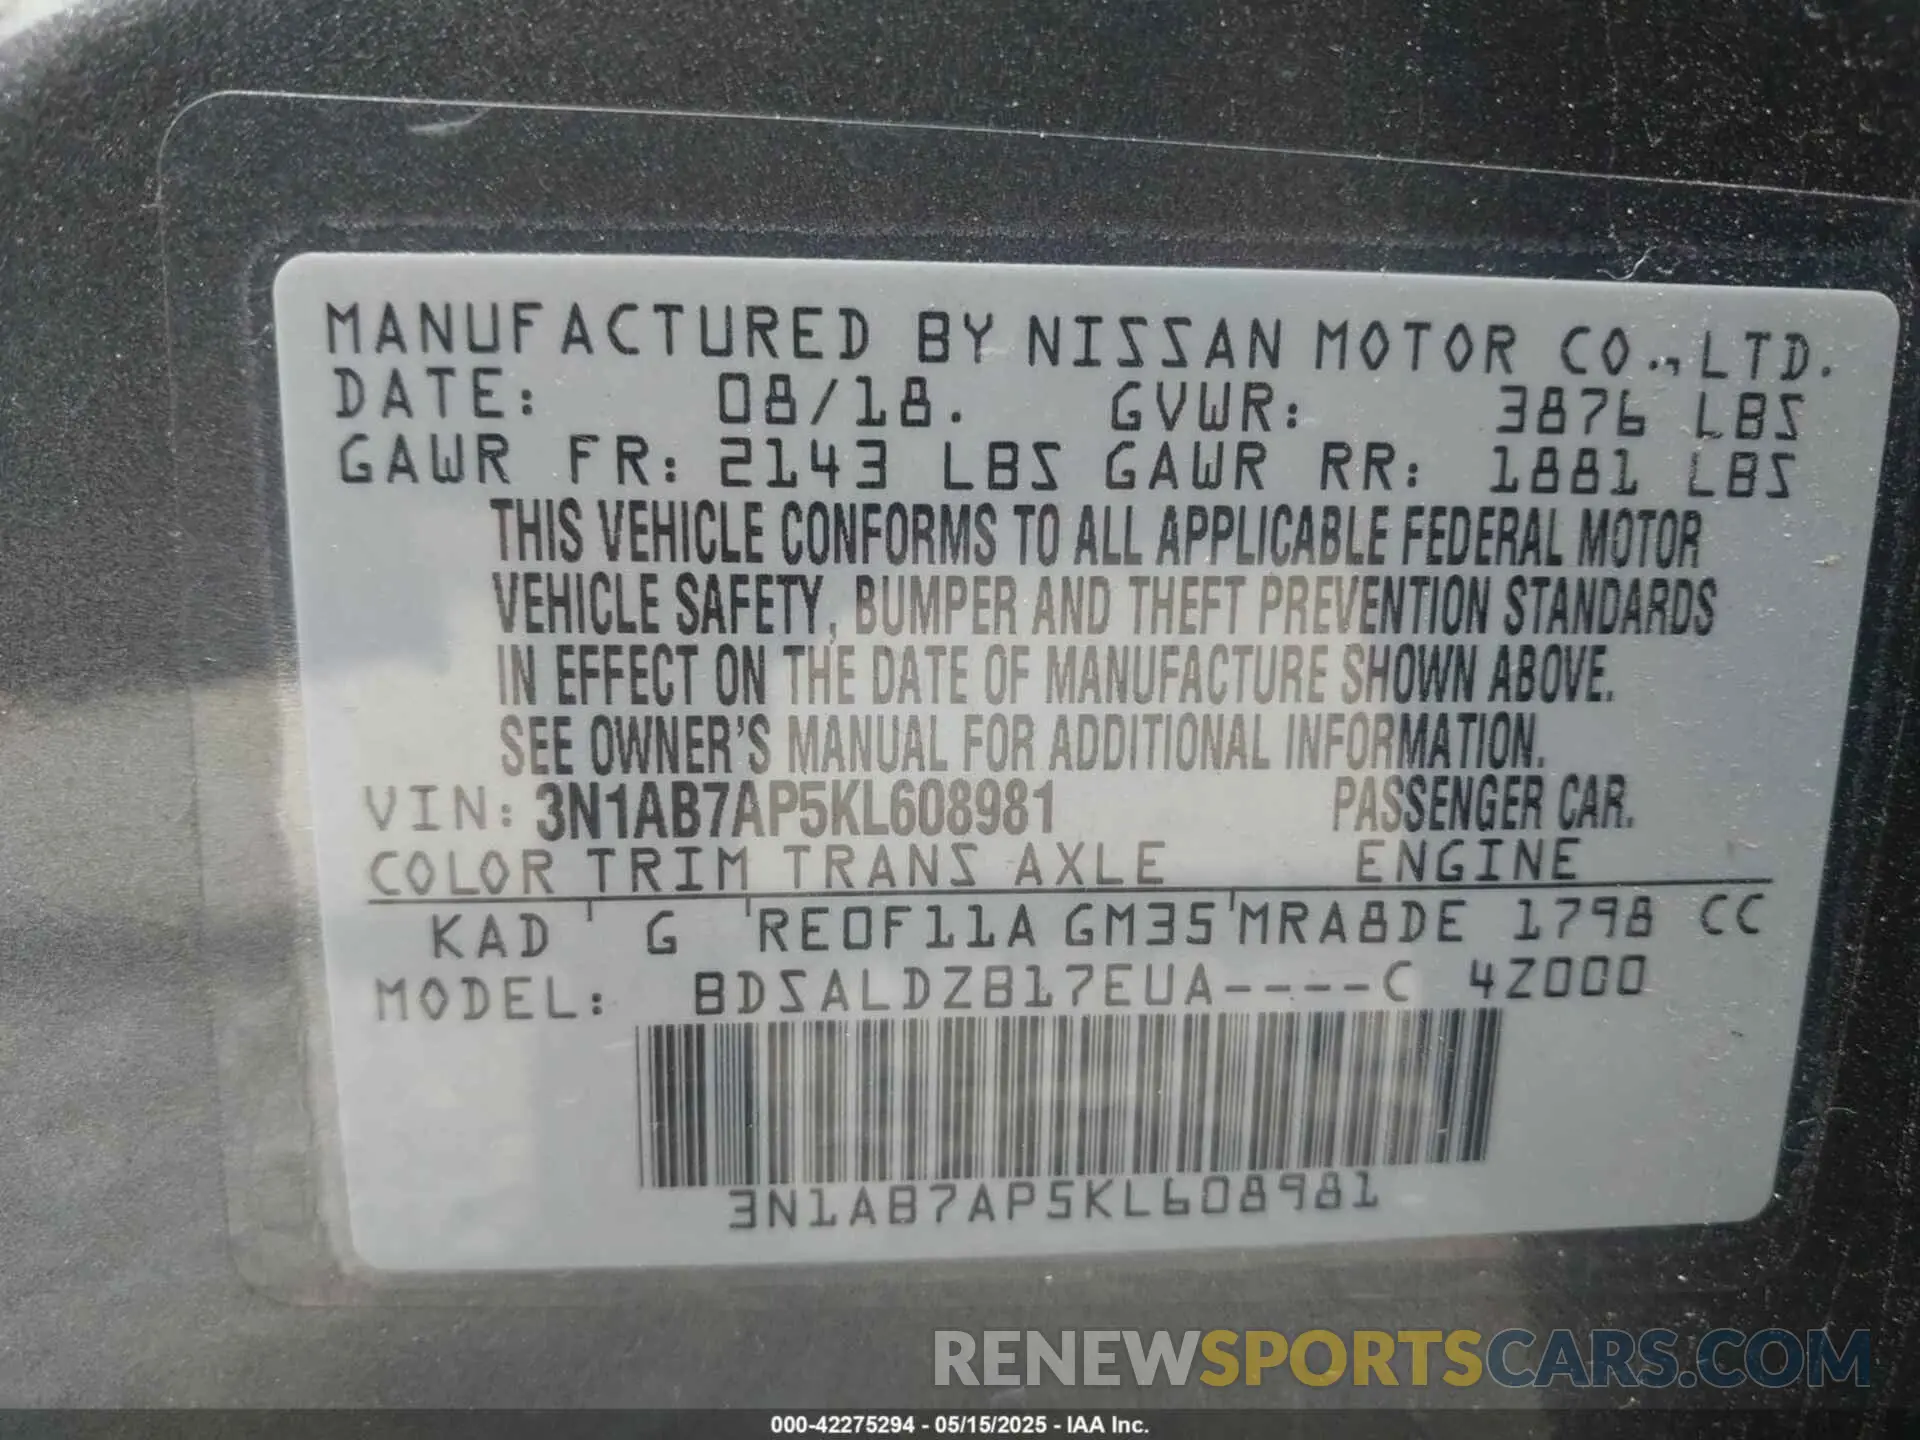 MANUFACTURED BY NISSAN MOTOR CO., LTD.
DATE: 08/18. GVWR: 3876 LBS
GAWR FR: 2143 LBS GAWR RR: 1881 LBS
THIS VEHICLE CONFORMS TO ALL APPLICABLE FEDERAL MOTOR
VEHICLE SAFETY, BUMPER AND THEFT PREVENTION STANDARDS
IN EFFECT ON THE DATE OF MANUFACTURE SHOWN ABOVE.
SEE OWNER'S MANUAL FOR ADDITIONAL INFORMATION.
VIN: 3N1AB7AP5KL608981 PASSENGER CAR.
COLOR TRIM TRANS AXLE ENGINE
KAD G RE0F11A GM35 MRA8DE 1798 CC
MODEL: BDSALDZB17EUA----C 4Z000
3N1AB7AP5KL608981
RENEWSPORTSCARS.COM
000-42275294 - 05/15/2025 - IAA Inc.